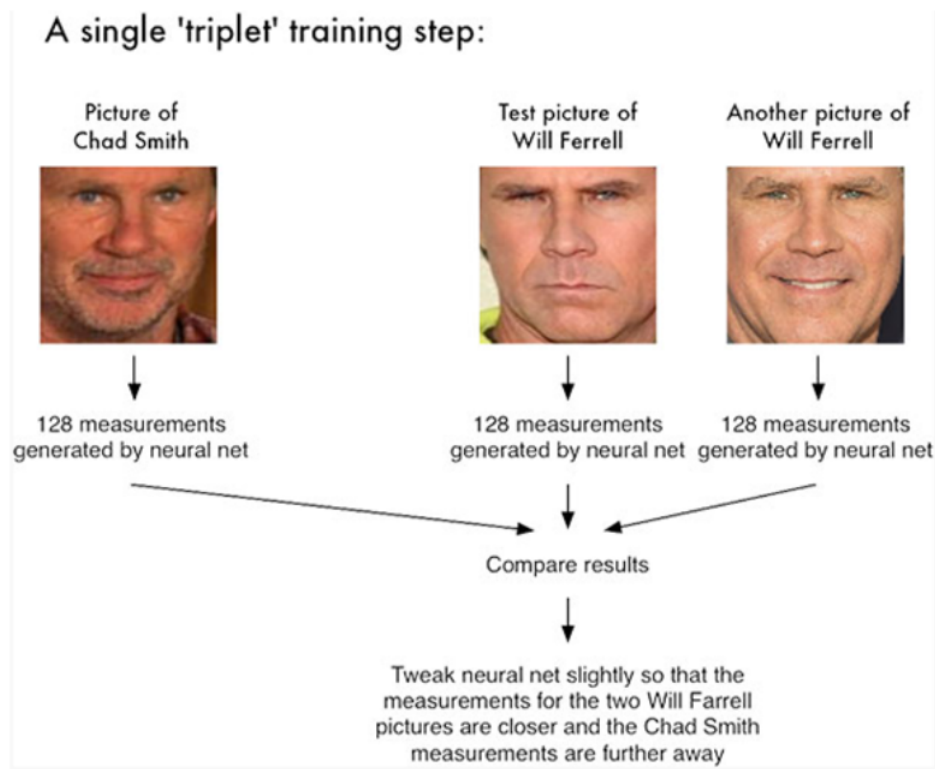 A single 'triplet' training step:
Picture of
Chad Smith
Test picture of
Will Ferrell
Another picture of
Will Ferrell
128 measurements
generated by neural net
128 measurements
generated by neural net
128 measurements
generated by neural net
Compare results
Tweak neural net slightly so that the
measurements for the two Will Farrell
pictures are closer and the Chad Smith
measurements are further away